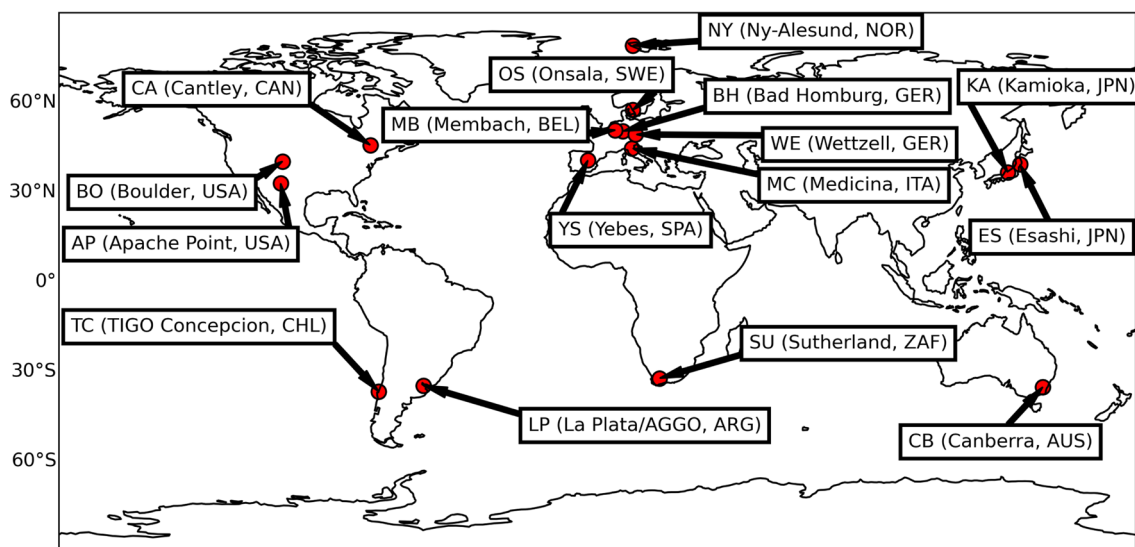 NY (Ny-Alesund, NOR)
OS (Onsala, SWE)
CA (Cantley, CAN)
KA (Kamioka, JPN)
BH (Bad Homburg, GER)
60°N
MB (Membach, BEL)
WE (Wettzell, GER)
MC (Medicina, ITA)
BO (Boulder, USA)
30°N
YS (Yebes, SPA)
ES (Esashi, JPN)
AP (Apache Point, USA)
0°
TC (TIGO Concepcion, CHL)
SU (Sutherland, ZAF)
30°S
LP (La Plata/AGGO, ARG)
CB (Canberra, AUS)
60°S